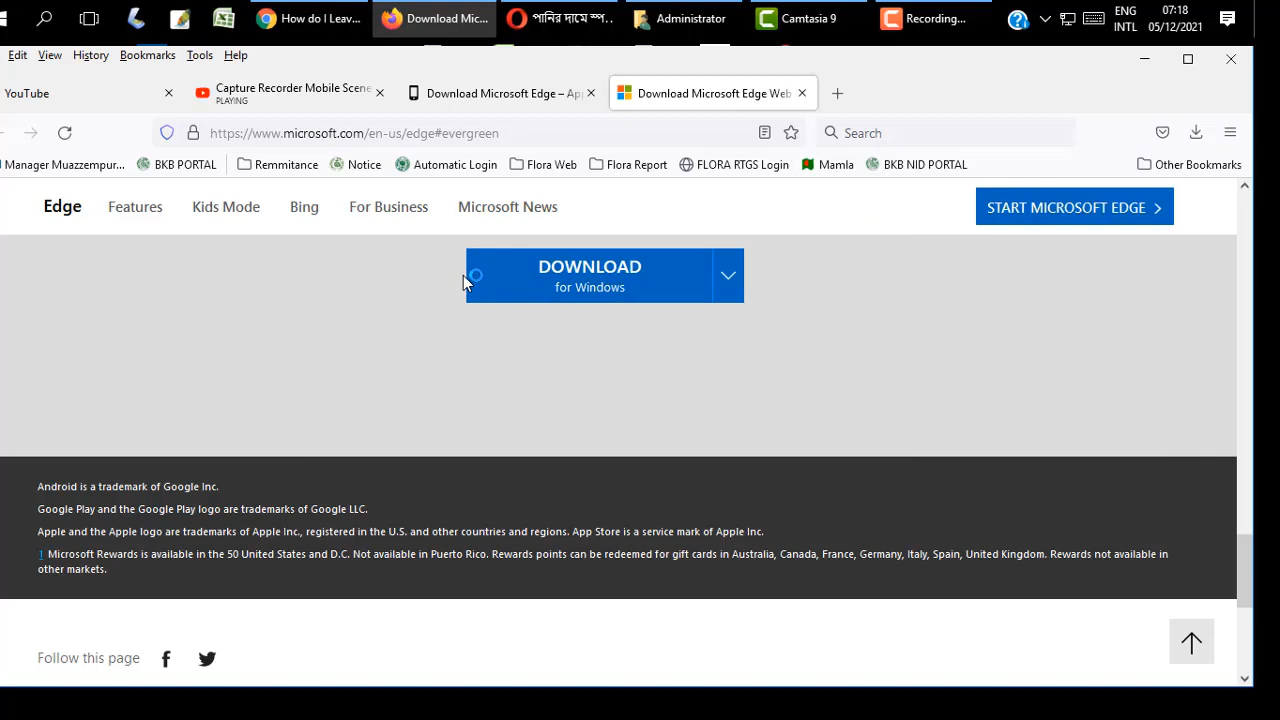 How do I Leav...
Download Mic...
পানির দামে স্প...
Administrator
Camtasia 9
Recording...
ENG
INTL
07:18
05/12/2021
Edit View History Bookmarks Tools Help
YouTube
Capture Recorder Mobile Scene
PLAYING
Download Microsoft Edge – Ap
Download Microsoft Edge Web
https://www.microsoft.com/en-us/edge#evergreen
Search
Manager Muazzempur... BKB PORTAL Remmitance Notice Automatic Login Flora Web Flora Report FLORA RTGS Login Mamla BKB NID PORTAL Other Bookmarks
Edge Features Kids Mode Bing For Business Microsoft News START MICROSOFT EDGE
DOWNLOAD
for Windows
Android is a trademark of Google Inc.
Google Play and the Google Play logo are trademarks of Google LLC.
Apple and the Apple logo are trademarks of Apple Inc., registered in the U.S. and other countries and regions. App Store is a service mark of Apple Inc.
1 Microsoft Rewards is available in the 50 United States and D.C. Not available in Puerto Rico. Rewards points can be redeemed for gift cards in Australia, Canada, France, Germany, Italy, Spain, United Kingdom. Rewards not available in
other markets.
Follow this page